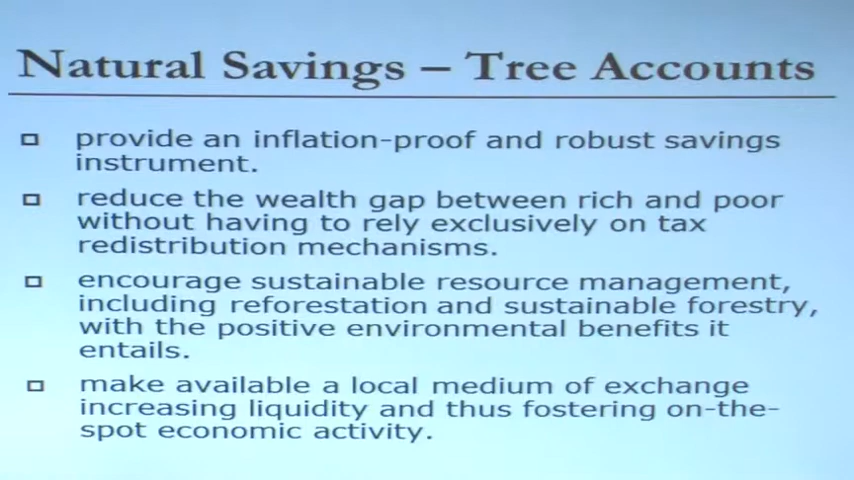 Natural Savings – Tree Accounts
provide an inflation-proof and robust savings
instrument.
reduce the wealth gap between rich and poor
without having to rely exclusively on tax
redistribution mechanisms.
encourage sustainable resource management,
including reforestation and sustainable forestry,
with the positive environmental benefits it
entails.
make available a local medium of exchange
increasing liquidity and thus fostering on-the-
spot economic activity.